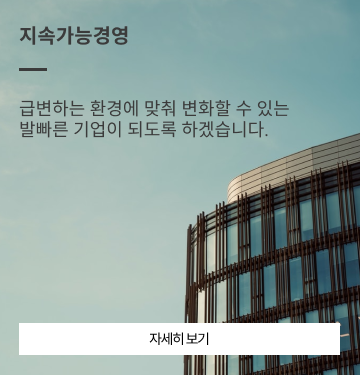 지속가능경영
급변하는 환경에 맞춰 변화할 수 있는
발빠른 기업이 되도록 하겠습니다.
자세히 보기